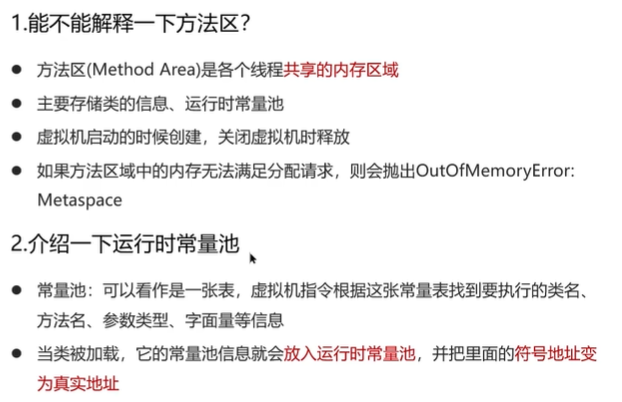 1.能不能解释一下方法区？
● 方法区(Method Area)是各个线程共享的内存区域
● 主要存储类的信息、运行时常量池
● 虚拟机启动的时候创建，关闭虚拟机时释放
● 如果方法区域中的内存无法满足分配请求，则会抛出OutOfMemoryError:
Metaspace
2.介绍一下运行时常量池
● 常量池：可以看作是一张表，虚拟机指令根据这张常量表找到要执行的类名、
方法名、参数类型、字面量等信息
● 当类被加载，它的常量池信息就会放入运行时常量池，并把里面的符号地址变
为真实地址